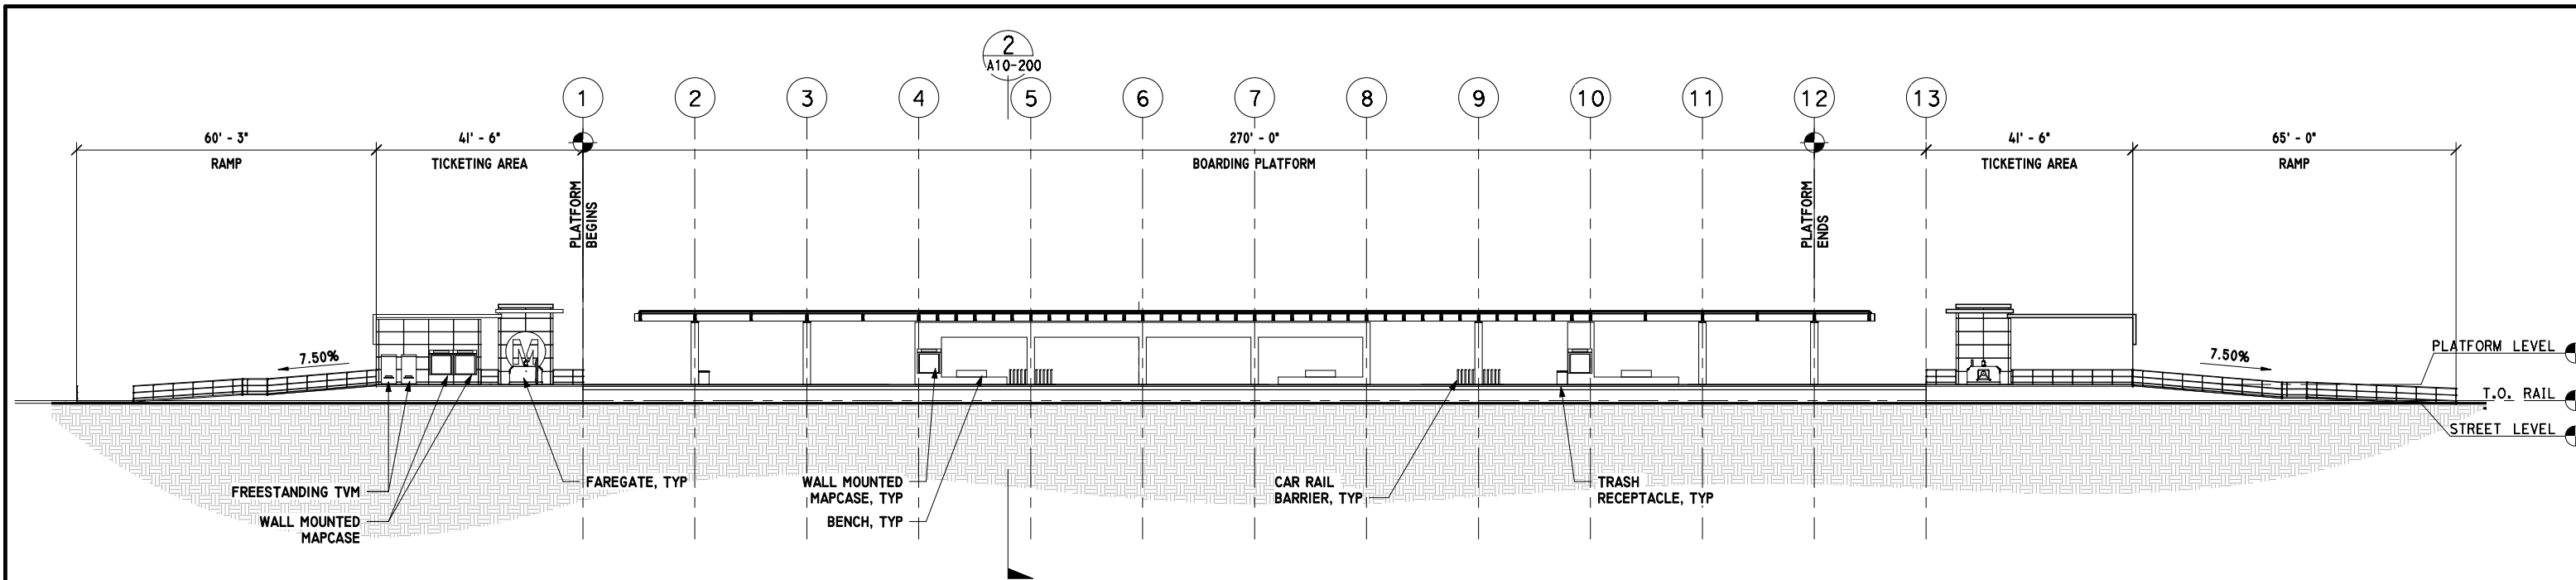 2
A10-200
1 2 3 4 5 6 7 8 9 10 11 12 13
60' - 3" 41' - 6" 270' - 0" 41' - 6" 65' - 0"
RAMP TICKETING AREA BOARDING PLATFORM TICKETING AREA RAMP
PLATFORM
BEGINS
PLATFORM
ENDS
M
7.50%
7.50%
PLATFORM LEVEL
T.O. RAIL
STREET LEVEL
FREESTANDING TVM
WALL MOUNTED
MAPCASE
FAREGATE, TYP
WALL MOUNTED
MAPCASE, TYP
BENCH, TYP
CAR RAIL
BARRIER, TYP
TRASH
RECEPTACLE, TYP